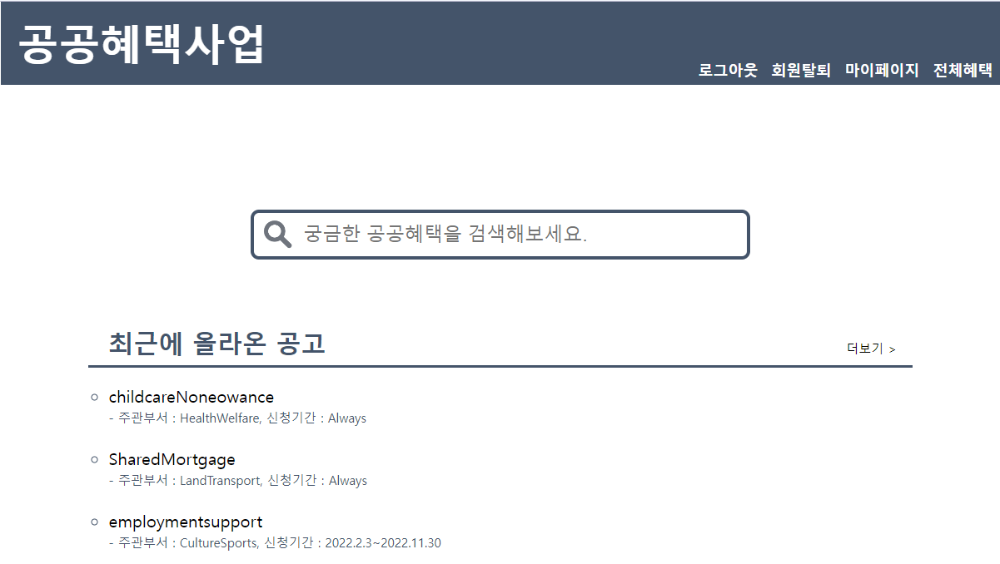 공공혜택사업
로그아웃 회원탈퇴 마이페이지 전체혜택
궁금한 공공혜택을 검색해보세요.
최근에 올라온 공고
더보기 >
childcareNoneowance
- 주관부서 : HealthWelfare, 신청기간 : Always
SharedMortgage
- 주관부서 : LandTransport, 신청기간 : Always
employmentsupport
- 주관부서 : CultureSports, 신청기간 : 2022.2.3~2022.11.30